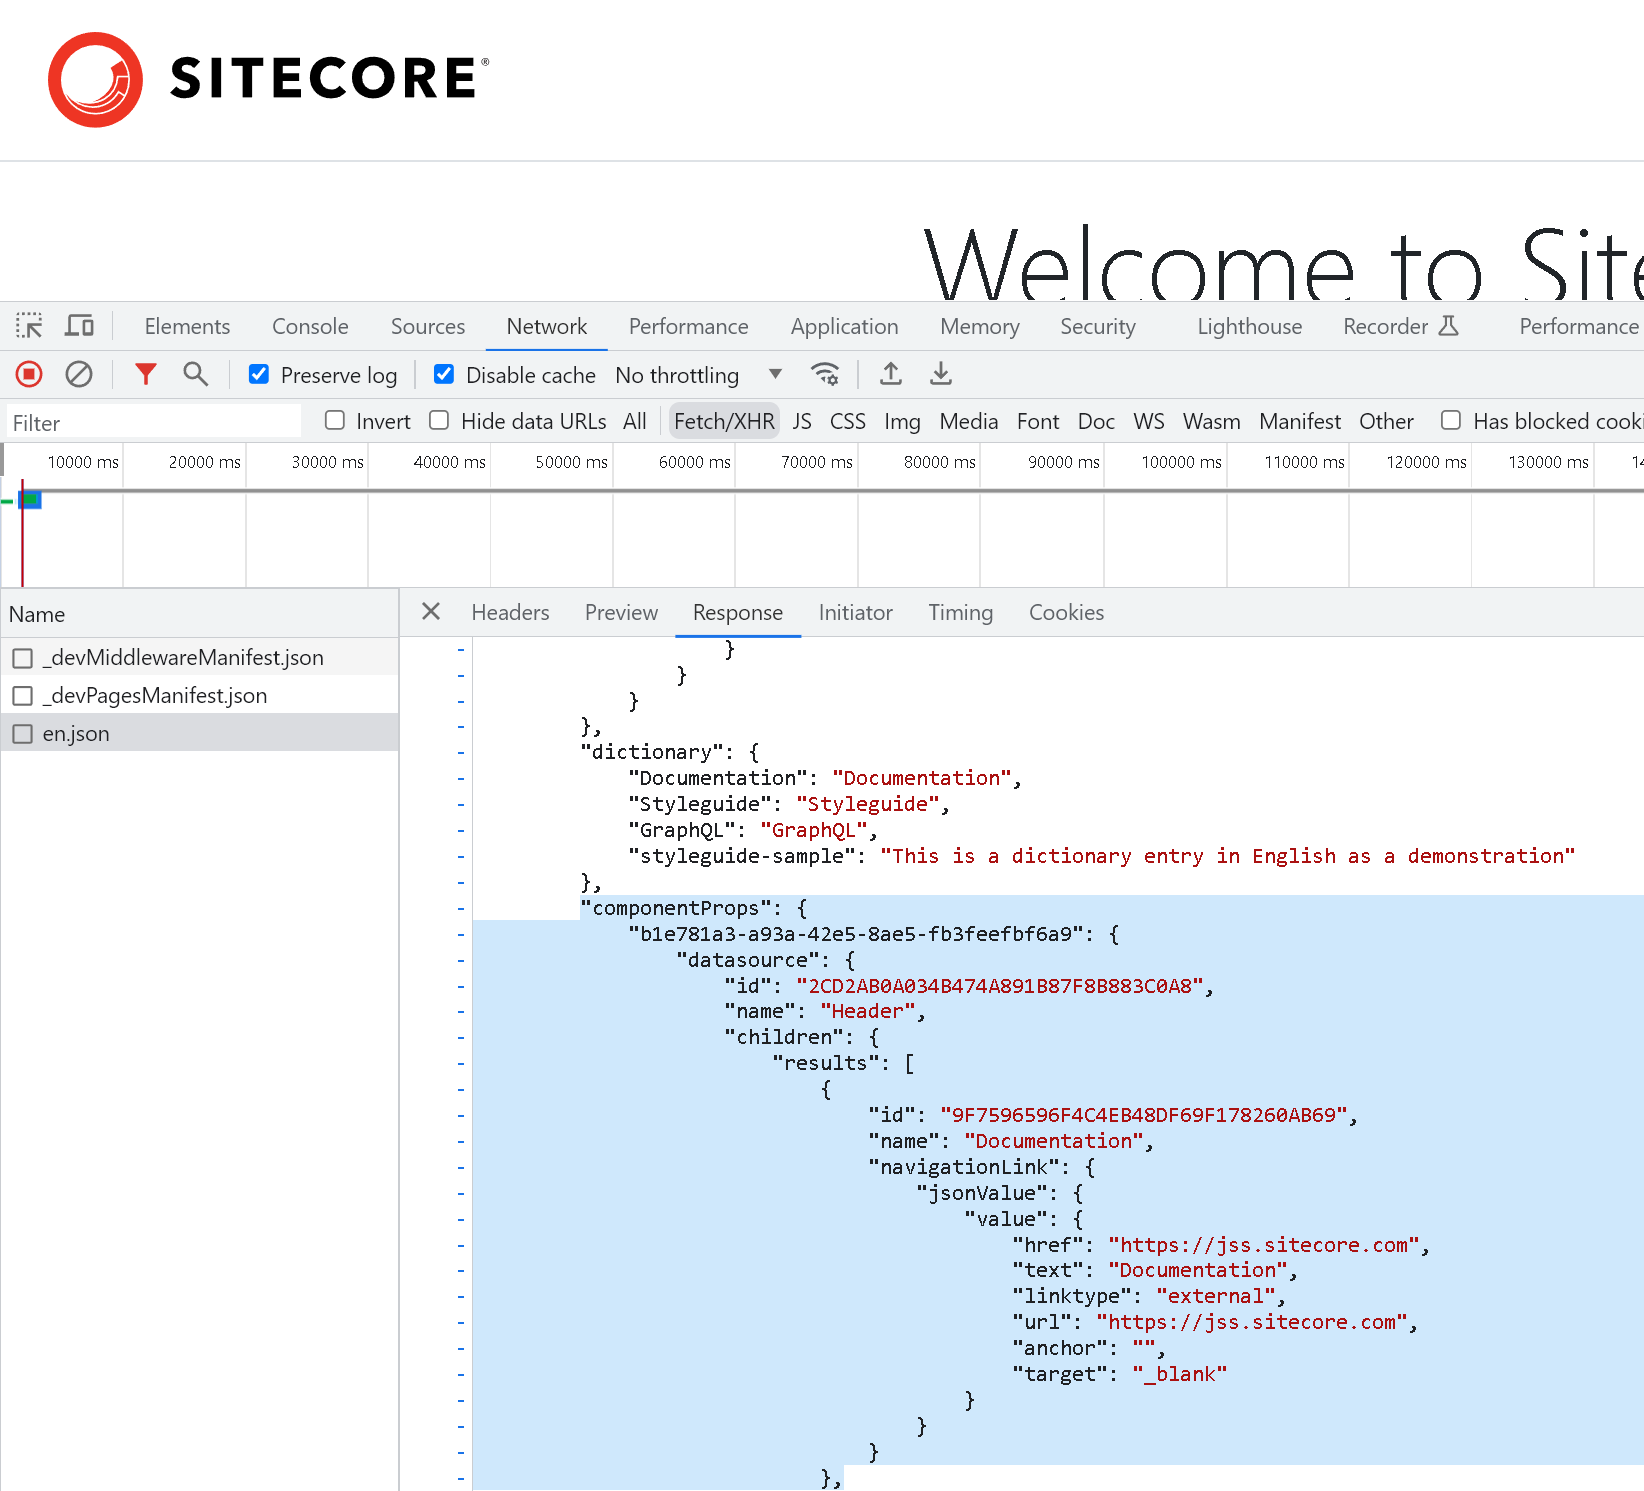 SITECORE®
Welcome to Site
Elements Console Sources Network Performance Application Memory Security Lighthouse Recorder Performance
Preserve log Disable cache No throttling
Filter Invert Hide data URLs All Fetch/XHR JS CSS Img Media Font Doc WS Wasm Manifest Other Has blocked cooki
10000 ms 20000 ms 30000 ms 40000 ms 50000 ms 60000 ms 70000 ms 80000 ms 90000 ms 100000 ms 110000 ms 120000 ms 130000 ms 14
Name
_devMiddlewareManifest.json
_devPagesManifest.json
en.json
Headers Preview Response Initiator Timing Cookies
- }
- }
- }
- },
- "dictionary": {
- "Documentation": "Documentation",
- "Styleguide": "Styleguide",
- "GraphQL": "GraphQL",
- "styleguide-sample": "This is a dictionary entry in English as a demonstration"
- },
- "componentProps": {
- "b1e781a3-a93a-42e5-8ae5-fb3feefbf6a9": {
- "datasource": {
- "id": "2CD2AB0A034B474A891B87F8B883C0A8",
- "name": "Header",
- "children": {
- "results": [
- {
- "id": "9F7596596F4C4EB48DF69F178260AB69",
- "name": "Documentation",
- "navigationLink": {
- "jsonValue": {
- "value": {
- "href": "https://jss.sitecore.com",
- "text": "Documentation",
- "linktype": "external",
- "url": "https://jss.sitecore.com",
- "anchor": "",
- "target": "_blank"
- }
- }
- }
- },